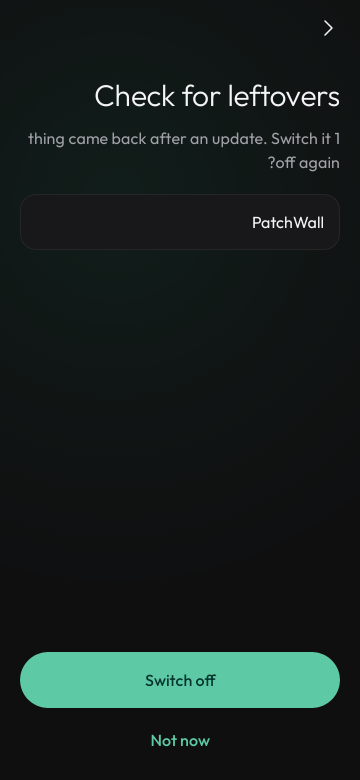 Check for leftovers
thing came back after an update. Switch it 1
?off again
PatchWall
Switch off
Not now